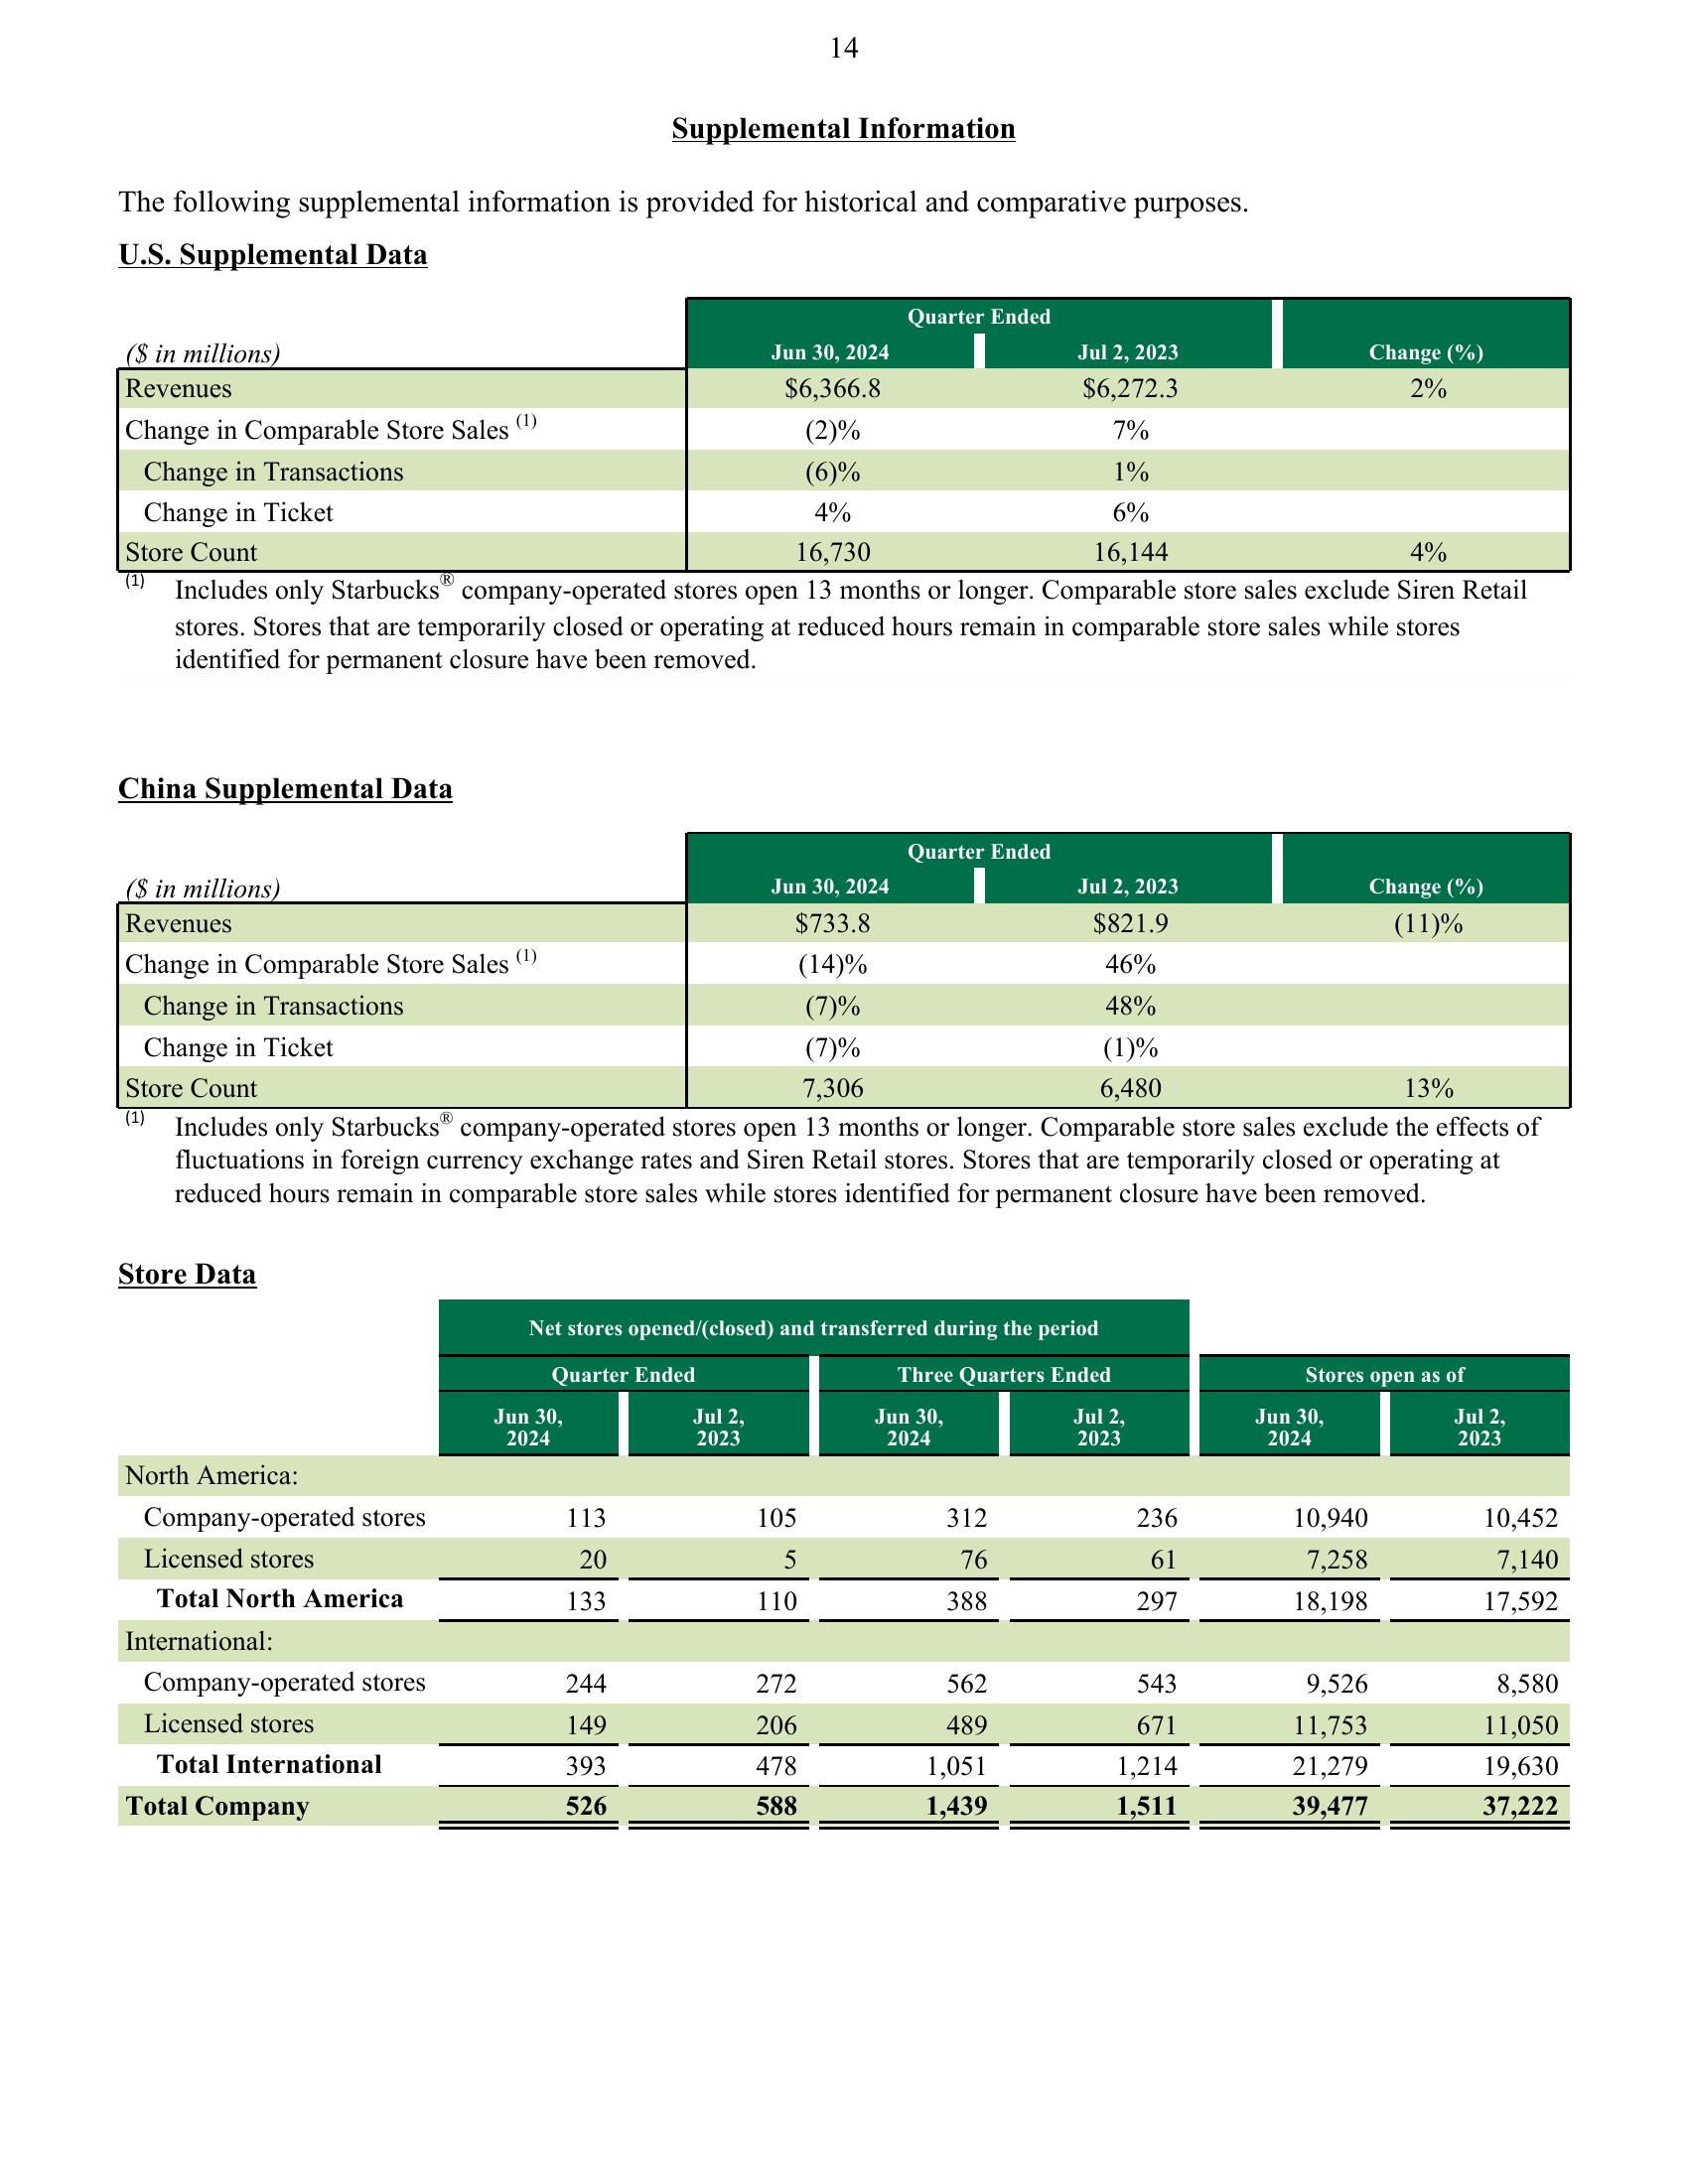 14
Supplemental Information
The following supplemental information is provided for historical and comparative purposes.
U.S. Supplemental Data
Quarter Ended
($ in millions) Jun 30, 2024 Jul 2, 2023 Change (%)
Revenues $6,366.8 $6,272.3 2%
Change in Comparable Store Sales (1) (2)% 7%
Change in Transactions (6)% 1%
Change in Ticket 4% 6%
Store Count 16,730 16,144 4%
(1) Includes only Starbucks® company-operated stores open 13 months or longer. Comparable store sales exclude Siren Retail
stores. Stores that are temporarily closed or operating at reduced hours remain in comparable store sales while stores
identified for permanent closure have been removed.
China Supplemental Data
Quarter Ended
($ in millions) Jun 30, 2024 Jul 2, 2023 Change (%)
Revenues $733.8 $821.9 (11)%
Change in Comparable Store Sales (1) (14)% 46%
Change in Transactions (7)% 48%
Change in Ticket (7)% (1)%
Store Count 7,306 6,480 13%
(1) Includes only Starbucks® company-operated stores open 13 months or longer. Comparable store sales exclude the effects of
fluctuations in foreign currency exchange rates and Siren Retail stores. Stores that are temporarily closed or operating at
reduced hours remain in comparable store sales while stores identified for permanent closure have been removed.
Store Data
Net stores opened/(closed) and transferred during the period
Quarter Ended Three Quarters Ended Stores open as of
Jun 30, Jul 2, Jun 30, Jul 2, Jun 30, Jul 2,
2024 2023 2024 2023 2024 2023
North America:
Company-operated stores 113 105 312 236 10,940 10,452
Licensed stores 20 5 76 61 7,258 7,140
Total North America 133 110 388 297 18,198 17,592
International:
Company-operated stores 244 272 562 543 9,526 8,580
Licensed stores 149 206 489 671 11,753 11,050
Total International 393 478 1,051 1,214 21,279 19,630
Total Company 526 588 1,439 1,511 39,477 37,222